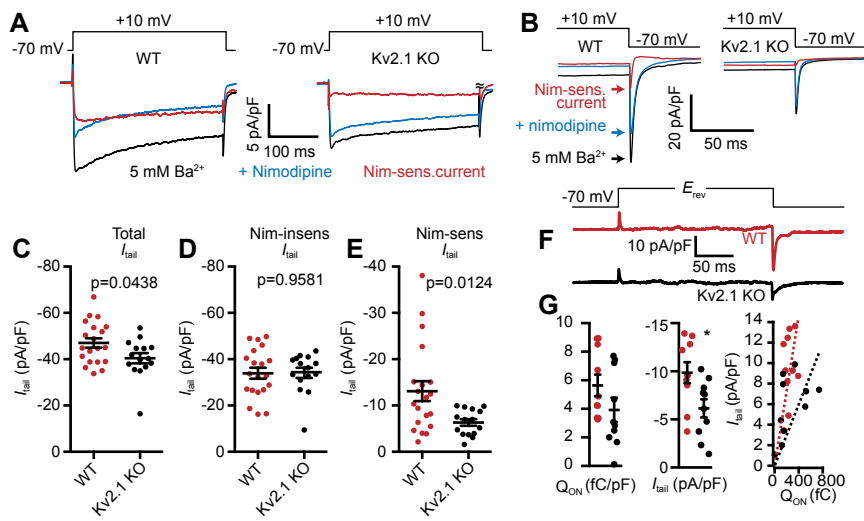 A
+10 mV
+10 mV
-70 mV
WT
-70 mV
Kv2.1 KO
≈
5 pA/pF
100 ms
5 mM Ba²⁺
+ Nimodipine
Nim-sens.current
B
+10 mV
+10 mV
WT
-70 mV
Kv2.1 KO
-70 mV
Nim-sens.
current
+ nimodipine
5 mM Ba²⁺
20 pA/pF
50 ms
C
Total
Itail
p=0.0438
Itail (pA/pF)
-80
-60
-40
-20
0
WT
Kv2.1 KO
D
Nim-insens
Itail
p=0.9581
Itail (pA/pF)
-80
-60
-40
-20
0
WT
Kv2.1 KO
E
Nim-sens
Itail
p=0.0124
Itail (pA/pF)
-40
-30
-20
-10
0
WT
Kv2.1 KO
F
-70 mV
Erev
WT
10 pA/pF
50 ms
Kv2.1 KO
G
10
8
6
4
2
0
QON (fC/pF)
-15
-10
-5
0
*
Itail (pA/pF)
Itail (pA/pF)
14
12
10
8
6
4
2
0
0
400
800
QON (fC)